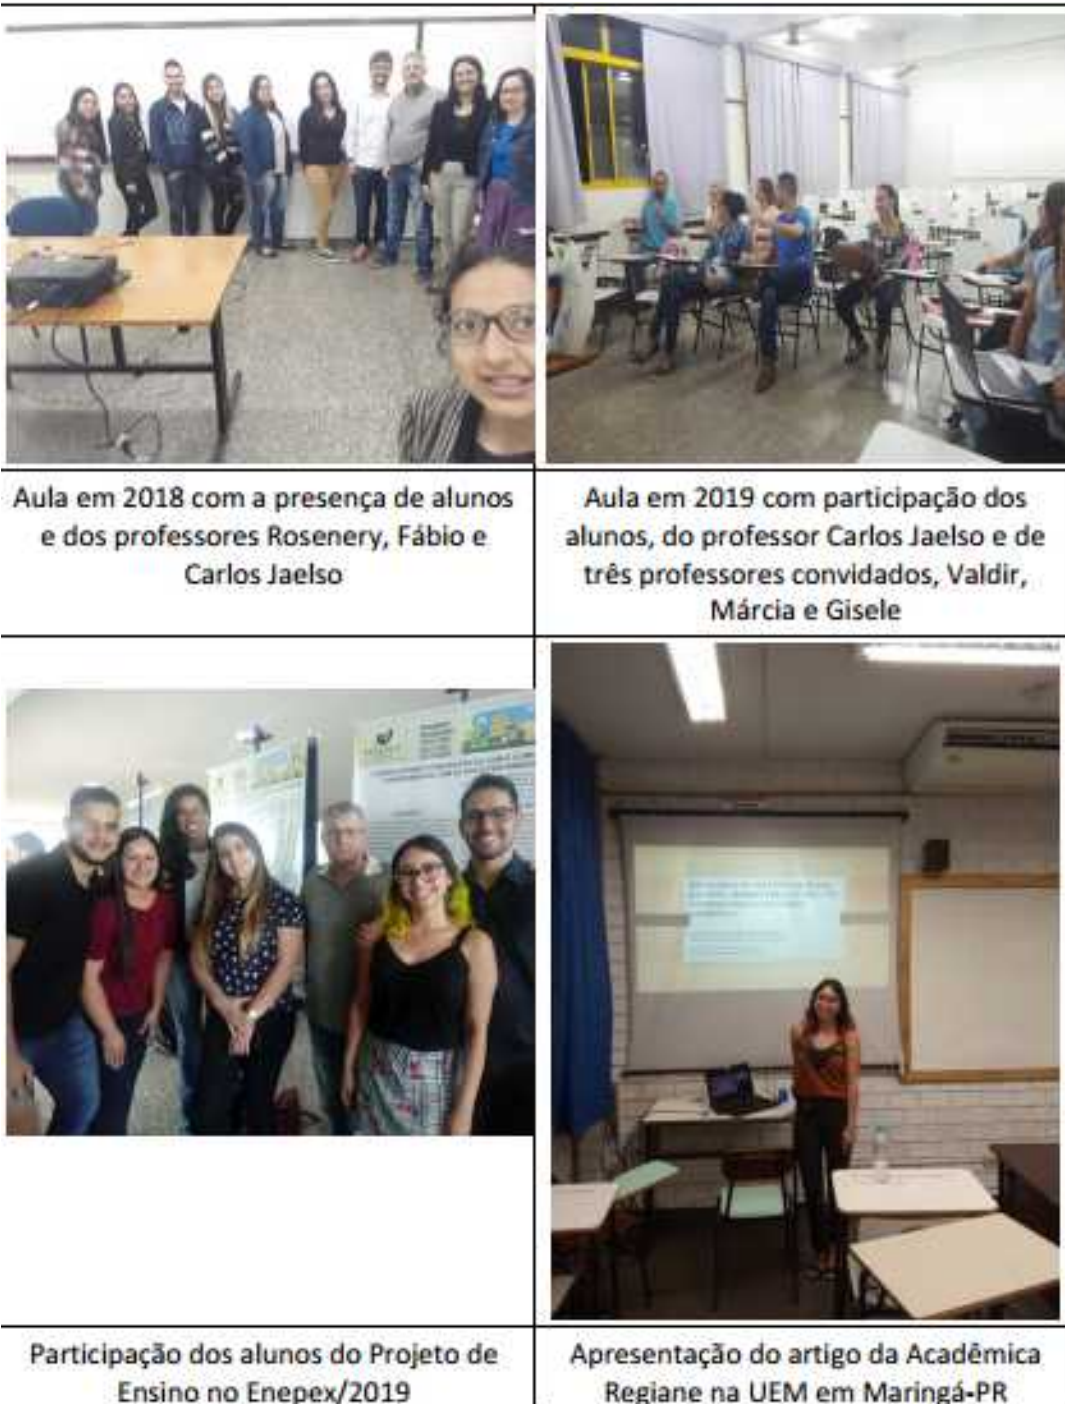 Aula em 2018 com a presença de alunos
e dos professores Rosenery, Fábio e
Carlos Jaelso
Aula em 2019 com participação dos
alunos, do professor Carlos Jaelso e de
três professores convidados, Valdir,
Márcia e Gisele
Participação dos alunos do Projeto de
Ensino no Enepex/2019
Apresentação do artigo da Acadêmica
Regiane na UEM em Maringá-PR